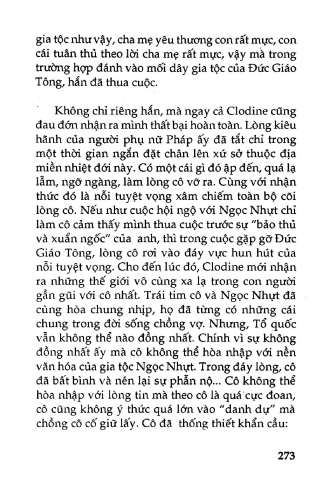 gia tộc như vậy, cha mẹ yêu thương con rất mực, con
cái tuân thủ theo lời cha mẹ rất mực, vậy mà trong
trường hợp đánh vào mối dây gia tộc của Đức Giáo
Tông, hắn đã thua cuộc.
Không chỉ riêng hắn, mà ngay cả Clodine cũng
đau đớn nhận ra mình thất bại hoàn toàn. Lòng kiêu
hãnh của người phụ nữ Pháp ấy đã tắt chỉ trong
một thời gian ngắn đặt chân lên xứ sở thuộc địa
miền nhiệt đới này. Có một cái gì đó ập đến, quá lạ
lẫm, ngỡ ngàng, làm lòng cô vỡ ra. Cùng với nhận
thức đó là nỗi tuyệt vọng xâm chiếm toàn bộ cõi
lòng cô. Nếu như cuộc hội ngộ với Ngọc Nhựt chỉ
làm cô cảm thấy mình thua cuộc trước sự “bảo thủ
và xuẩn ngốc” của anh, thì trong cuộc gặp gỡ Đức
Giáo Tông, lòng cô rơi vào đáy vực hun hút của
nỗi tuyệt vọng. Cho đến lúc đó, Clodine mới nhận
ra những thế giới vô cùng xa lạ trong con người
gần gũi với cô nhất. Trái tim cô và Ngọc Nhựt đã
cùng hòa chung nhịp, họ đã từng có những cái
chung trong đời sống chồng vợ. Nhưng, Tổ quốc
vẫn không thể nào đồng nhất. Chính vì sự không
đồng nhất ấy mà cô không thể hòa nhập với nền
văn hóa của gia tộc Ngọc Nhựt. Trong đáy lòng, cô
đã bất bình và nén lại sự phẫn nộ... Cô không thể
hòa nhập với lòng tin mà theo cô là quá cực đoan,
cô cũng không ý thức quá lớn vào “danh dự” mà
chồng cô cố giữ lấy. Cô đã thống thiết khẩn cầu:
273